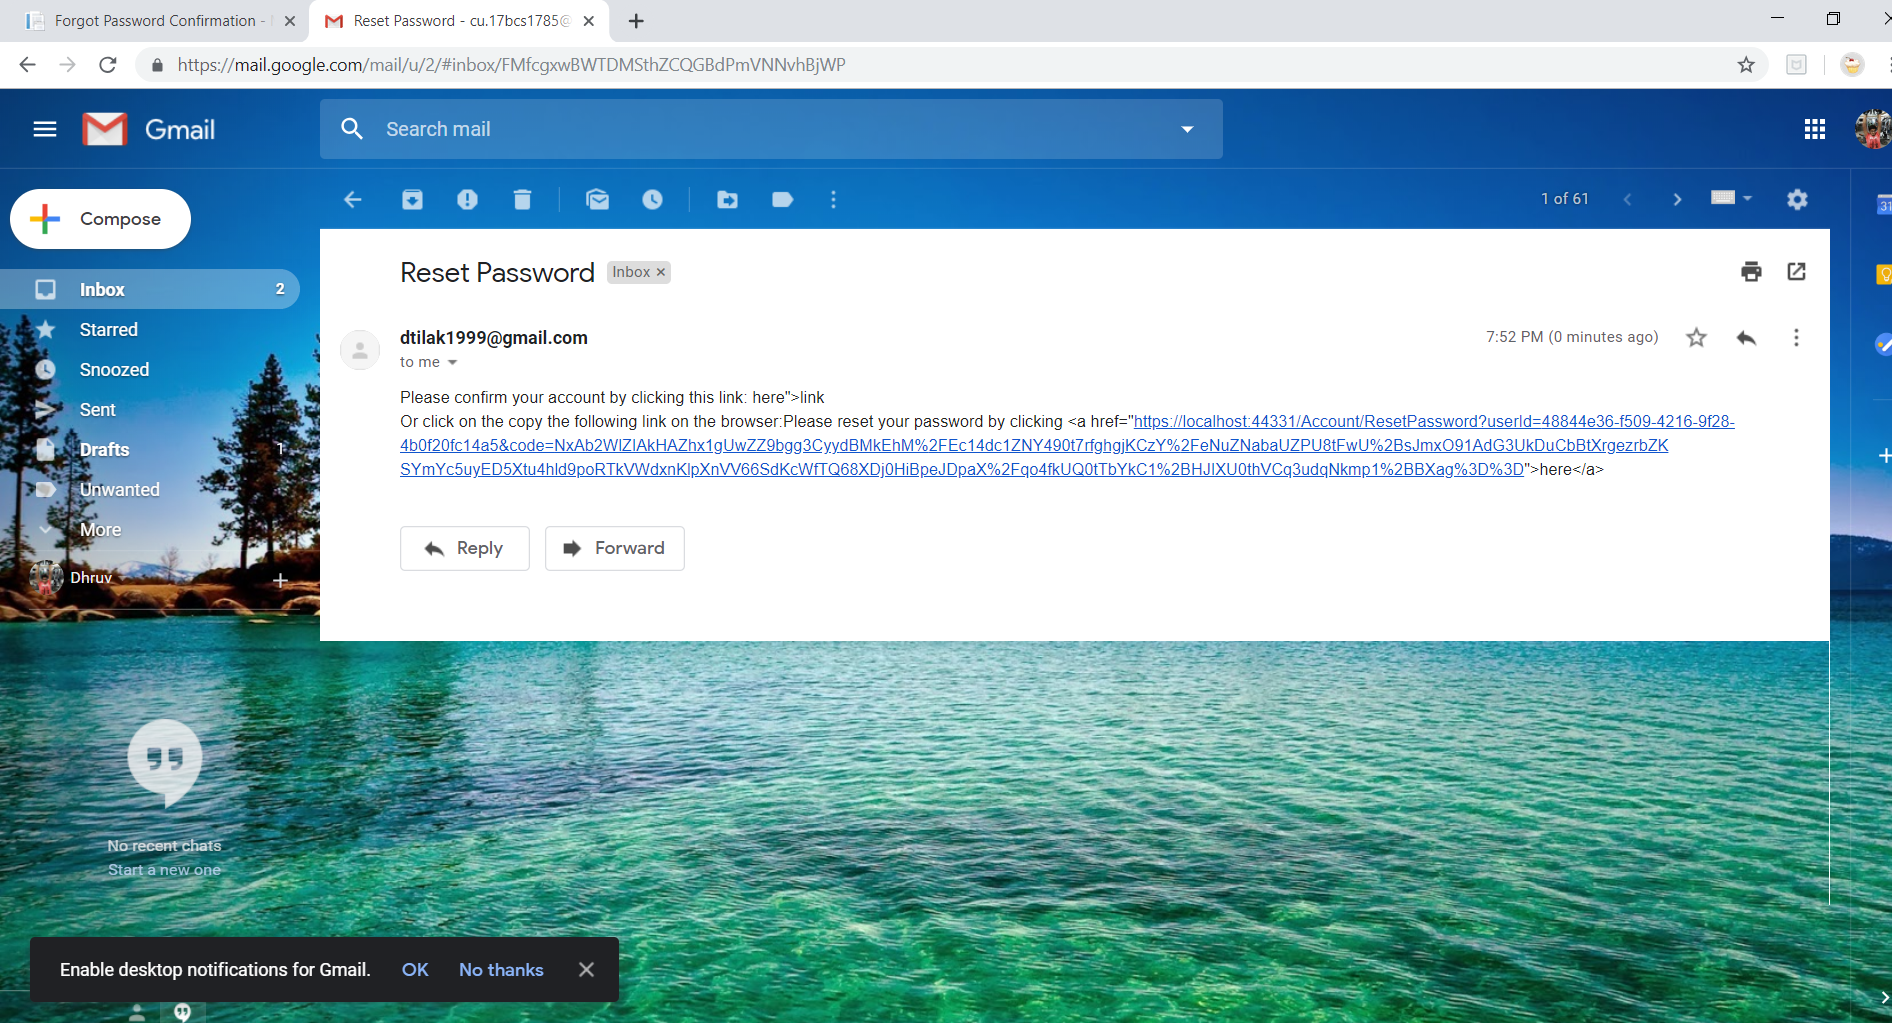 Forgot Password Confirmation -
Reset Password - cu.17bcs1785@
https://mail.google.com/mail/u/2/#inbox/FMfcgxwBWTDMSthZCQGBdPmVNNvhBjWP
Gmail
Search mail
Compose
1 of 61
31
Inbox 2
Starred
Snoozed
Sent
Drafts 1
Unwanted
More
Dhruv
No recent chats
Start a new one
Reset Password Inbox ×
dtilak1999@gmail.com
7:52 PM (0 minutes ago)
to me
Please confirm your account by clicking this link: here">link
Or click on the copy the following link on the browser:Please reset your password by clicking <a href="https://localhost:44331/Account/ResetPassword?userId=48844e36-f509-4216-9f28-
4b0f20fc14a5&code=NxAb2WlZIAkHAZhx1gUwZZ9bgg3CyydBMkEhM%2FEc14dc1ZNY490t7rfghgjKCzY%2FeNuZNabaUZPU8tFwU%2BsJmxO91AdG3UkDuCbBtXrgezrbZK
SYmYc5uyED5Xtu4hld9poRTkVWdxnKlpXnVV66SdKcWfTQ68XDj0HiBpeJDpaX%2Fqo4fkUQ0tTbYkC1%2BHJlXU0thVCq3udqNkmp1%2BBXag%3D%3D">here</a>
Reply
Forward
Enable desktop notifications for Gmail. OK No thanks